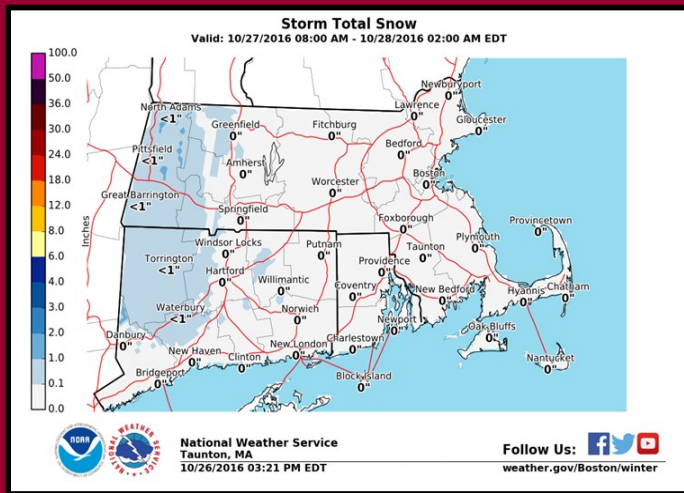 Storm Total Snow
Valid: 10/27/2016 08:00 AM - 10/28/2016 02:00 AM EDT
100.0
50.0
36.0
30.0
24.0
18.0
12.0
8.0
6.0
4.0
3.0
2.0
1.0
0.1
0.0
Inches
Newburyport
0"
Lawrence
0"
North Adams
<1"
Gloucester
0"
Greenfield
0"
Fitchburg
0"
Bedford
0"
Pittsfield
<1"
Amherst
0"
Boston
0"
Worcester
0"
Great Barrington
<1"
Springfield
0"
Foxborough
0"
Provincetown
0"
Windsor Locks
0"
Putnam
0"
Taunton
0"
Plymouth
0"
Torrington
<1"
Providence
0"
Hartford
0"
Willimantic
0"
Coventry
0"
New Bedford
0"
Hyannis
0"
Chatham
0"
Waterbury
<1"
Norwich
0"
Newport
0"
Oak Bluffs
0"
Danbury
0"
Charlestown
0"
New London
0"
New Haven
0"
Clinton
0"
Nantucket
0"
Bridgeport
0"
Block Island
0"
NOAA
NATIONAL WEATHER SERVICE
National Weather Service
Taunton, MA
10/26/2016 03:21 PM EDT
Follow Us:
weather.gov/Boston/winter